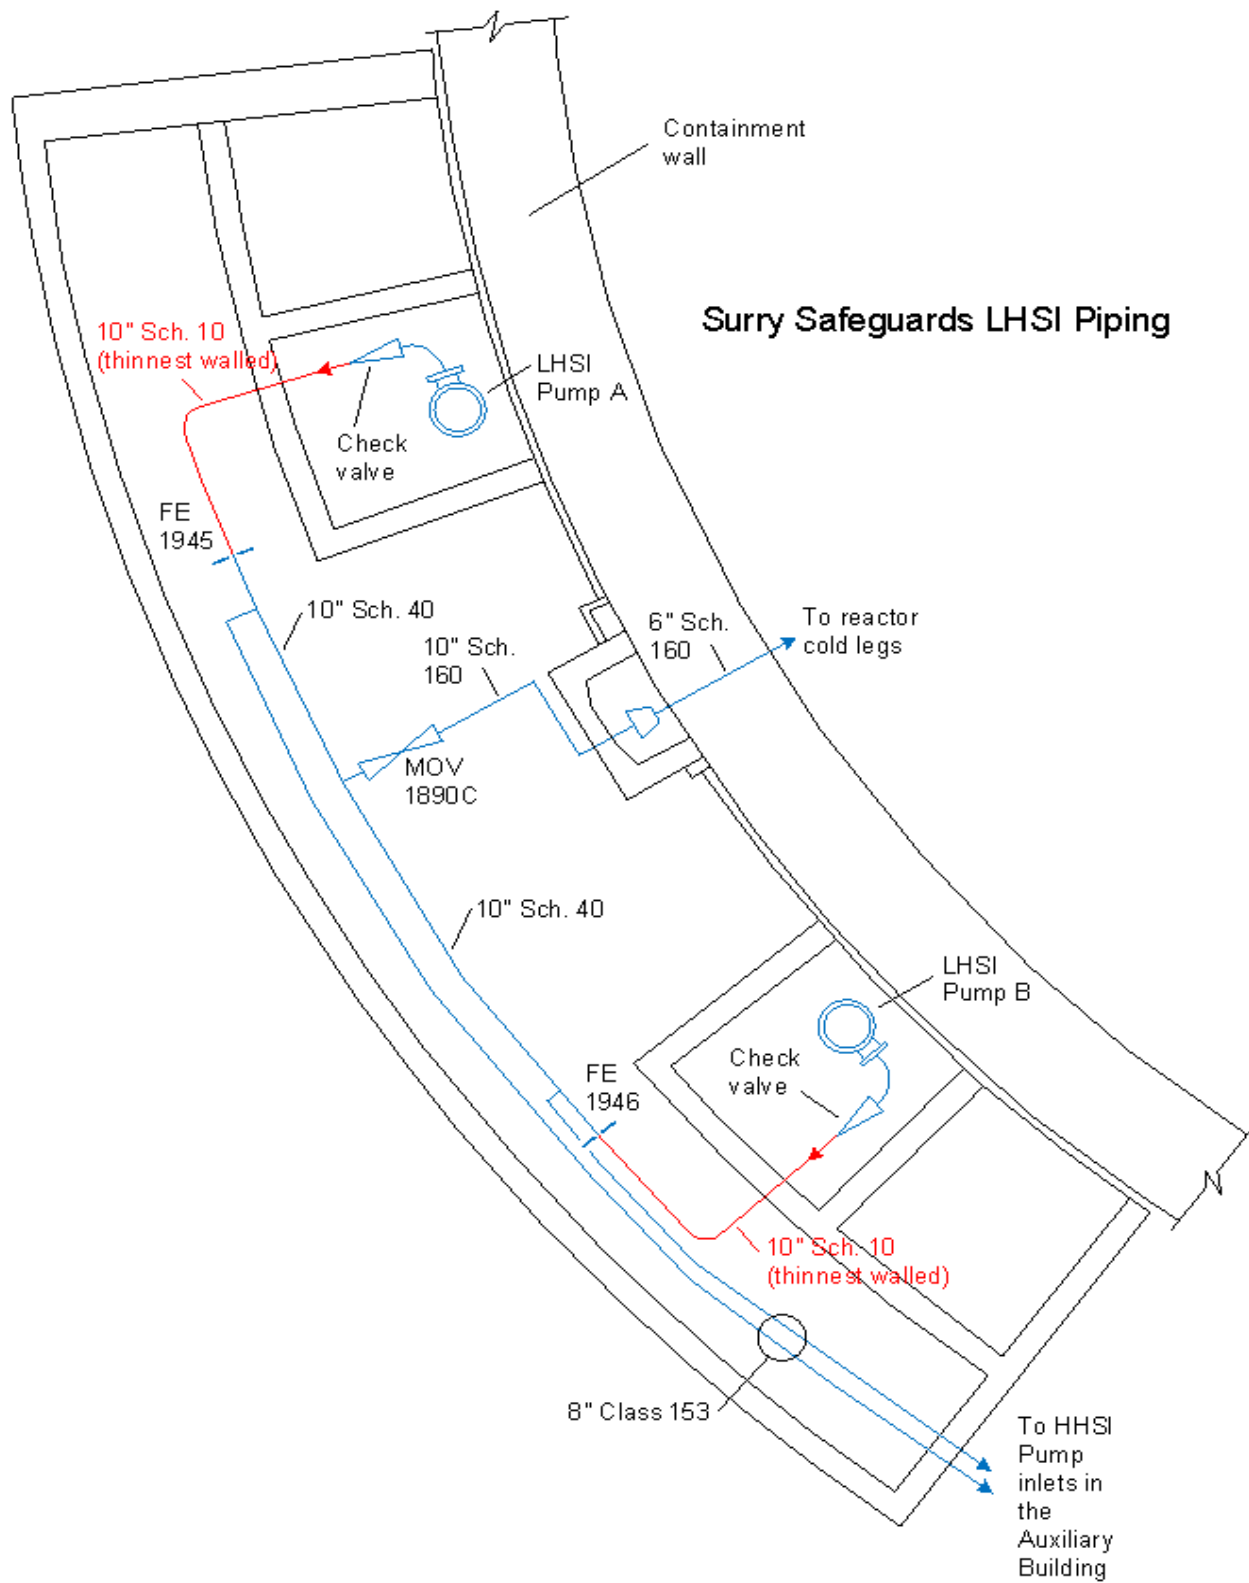 Containment
wall
Surry Safeguards LHSI Piping
10" Sch. 10
(thinnest walled)
LHSI
Pump A
Check
valve
FE
1945
10" Sch. 40
10" Sch.
160
6" Sch.
160
To reactor
cold legs
MOV
1890C
10" Sch. 40
LHSI
Pump B
Check
valve
FE
1946
10" Sch. 10
(thinnest walled)
8" Class 153
To HHSI
Pump
inlets in
the
Auxiliary
Building